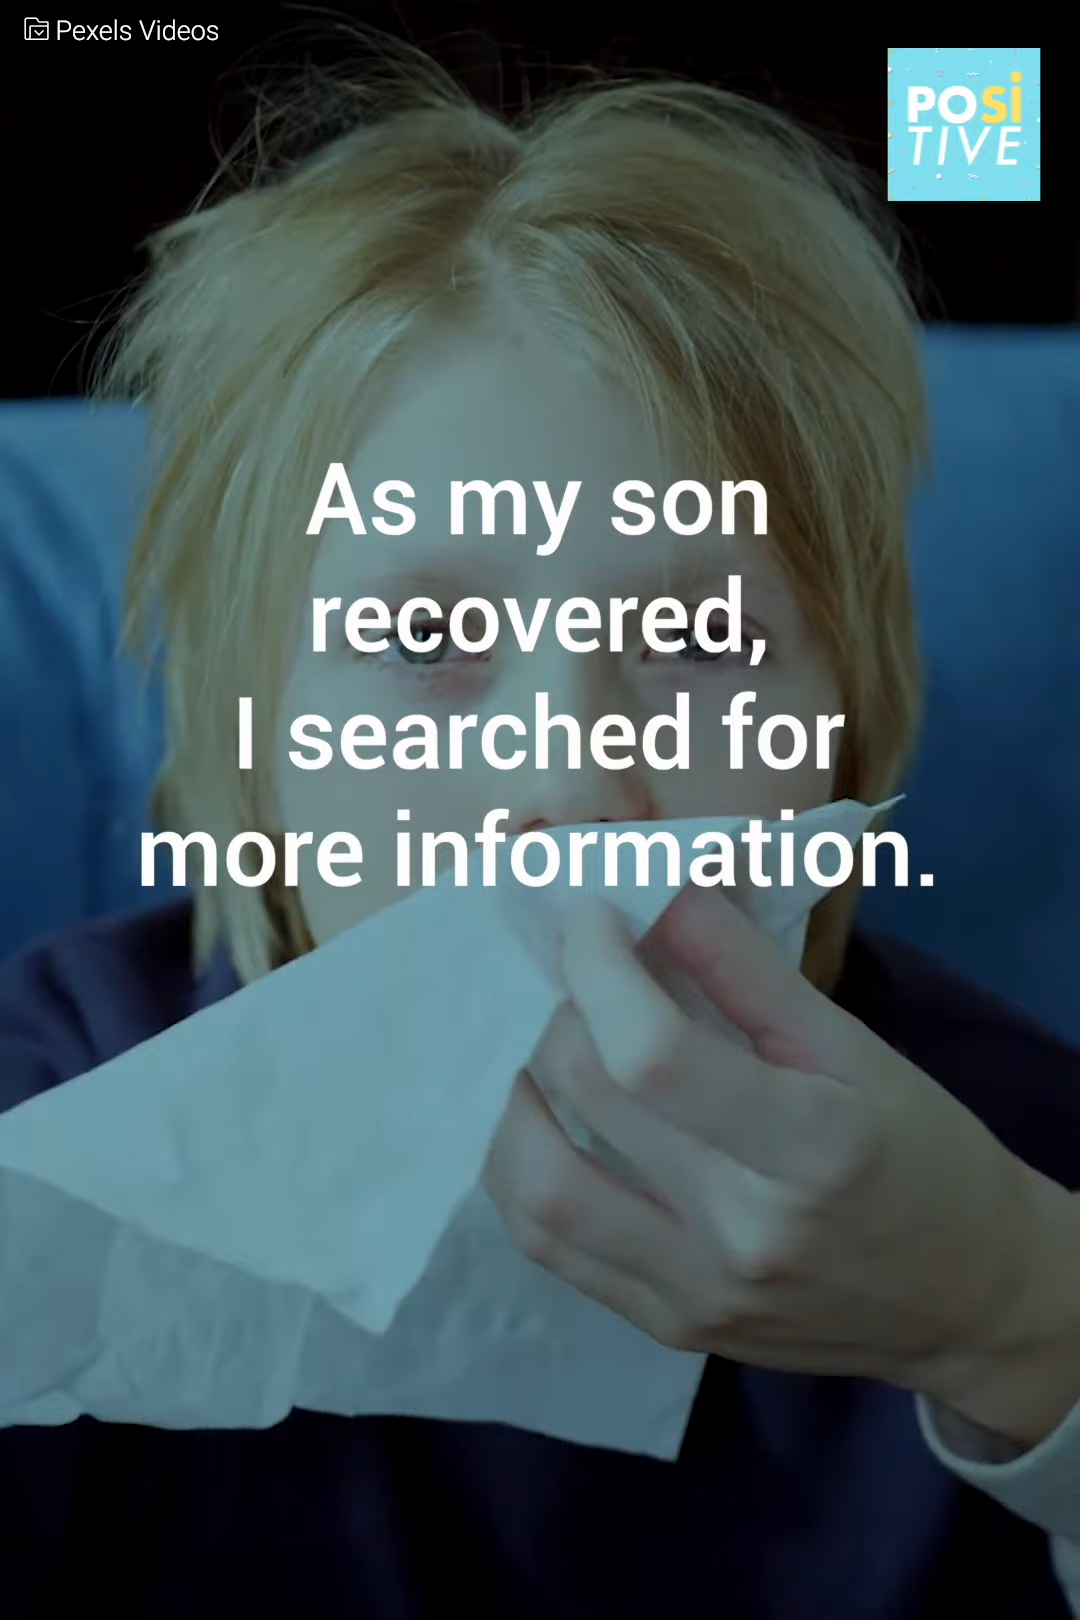 Pexels Videos
POSi
TIVE
As my son
recovered,
I searched for
more information.